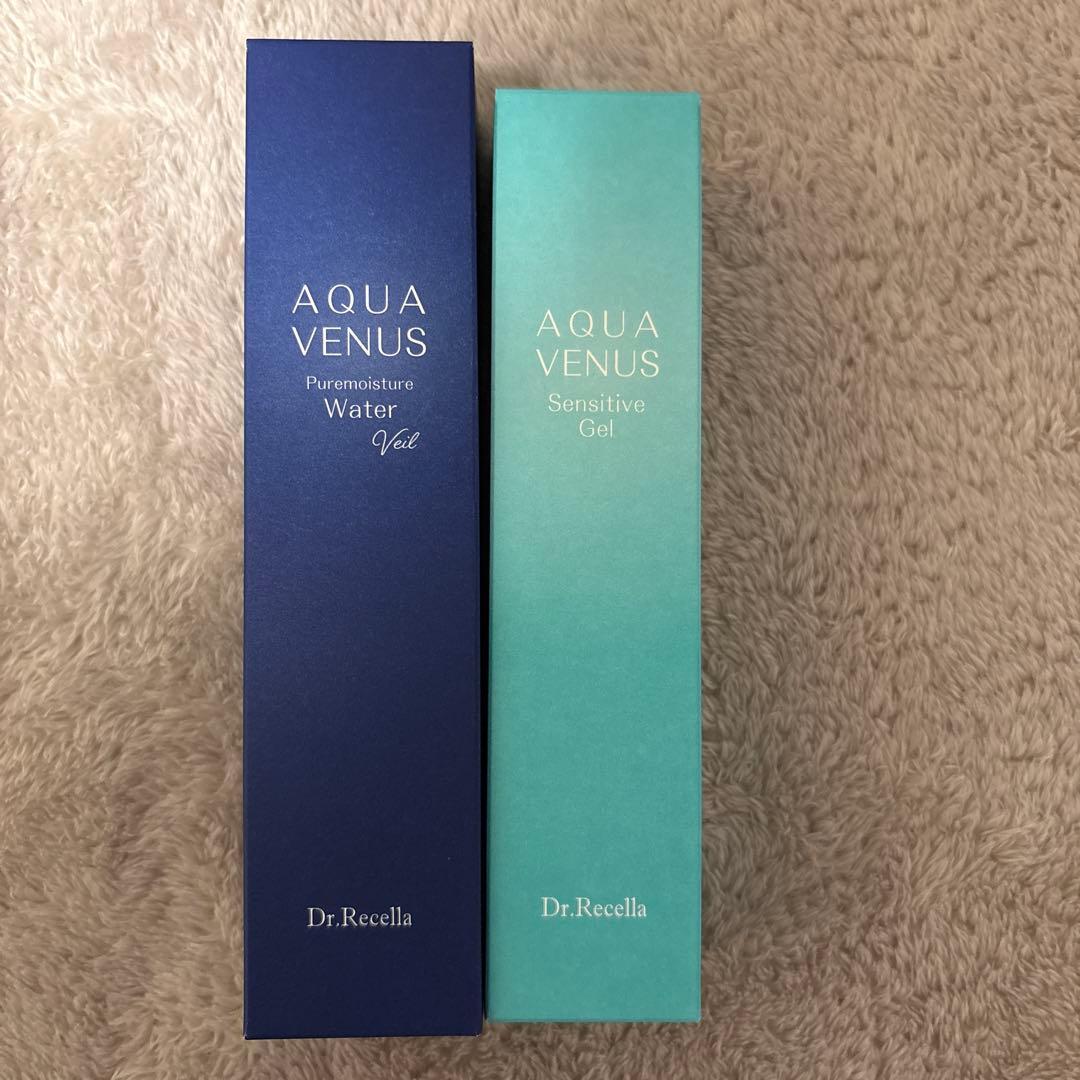 AQUA
VENUS
Puremoisture
Water
Veil
Dr.Recella
AQUA
VENUS
Sensitive
Gel
Dr.Recella